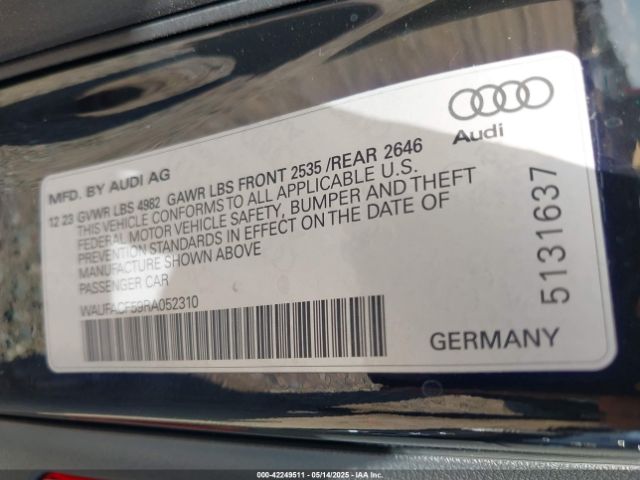 Audi
MFD. BY AUDI AG
12 23 GVWR LBS 4982 GAWR LBS FRONT 2535 /REAR 2646
THIS VEHICLE CONFORMS TO ALL APPLICABLE U.S.
FEDERAL MOTOR VEHICLE SAFETY, BUMPER AND THEFT
PREVENTION STANDARDS IN EFFECT ON THE DATE OF
MANUFACTURE SHOWN ABOVE
PASSENGER CAR
WAUFACF59RA052310
GERMANY
5131637
000-42249511 — 05/14/2025 — IAAI, Inc.